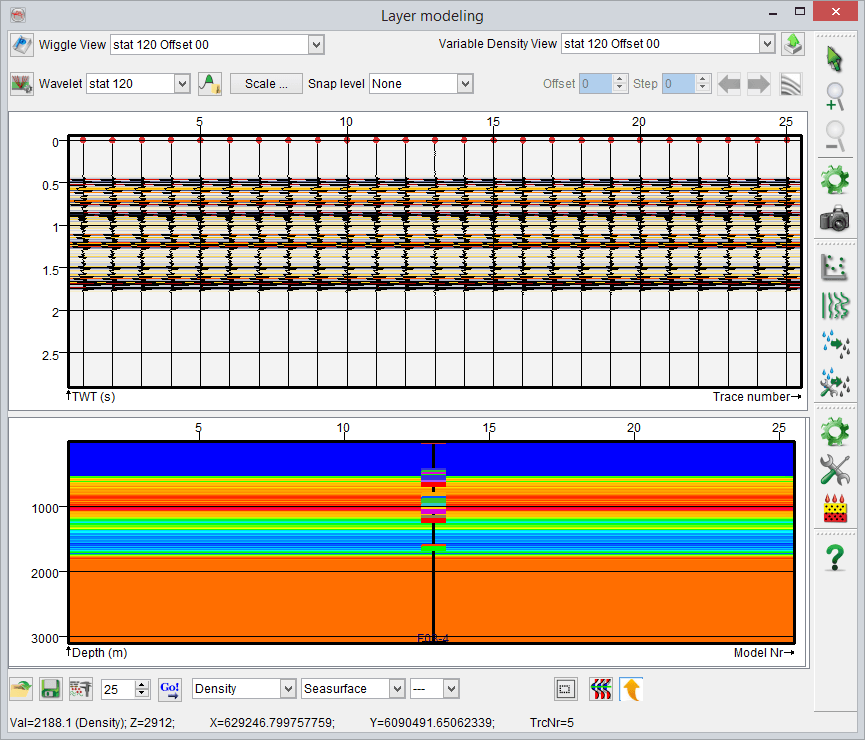 Layer modeling
Wiggle View stat 120 Offset 00 Variable Density View stat 120 Offset 00
Wavelet stat 120 Scale ... Snap level None Offset 0 Step 0
5 10 15 20 25
0
0.5
1
1.5
2
2.5
TWT (s) Trace number
5 10 15 20 25
1000
2000
3000
F03-4
Depth (m) Model Nr
25 Go! Density Seasurface ---
Val=2188.1 (Density); Z=2912; X=629246.799757759; Y=6090491.65062339; TrcNr=5